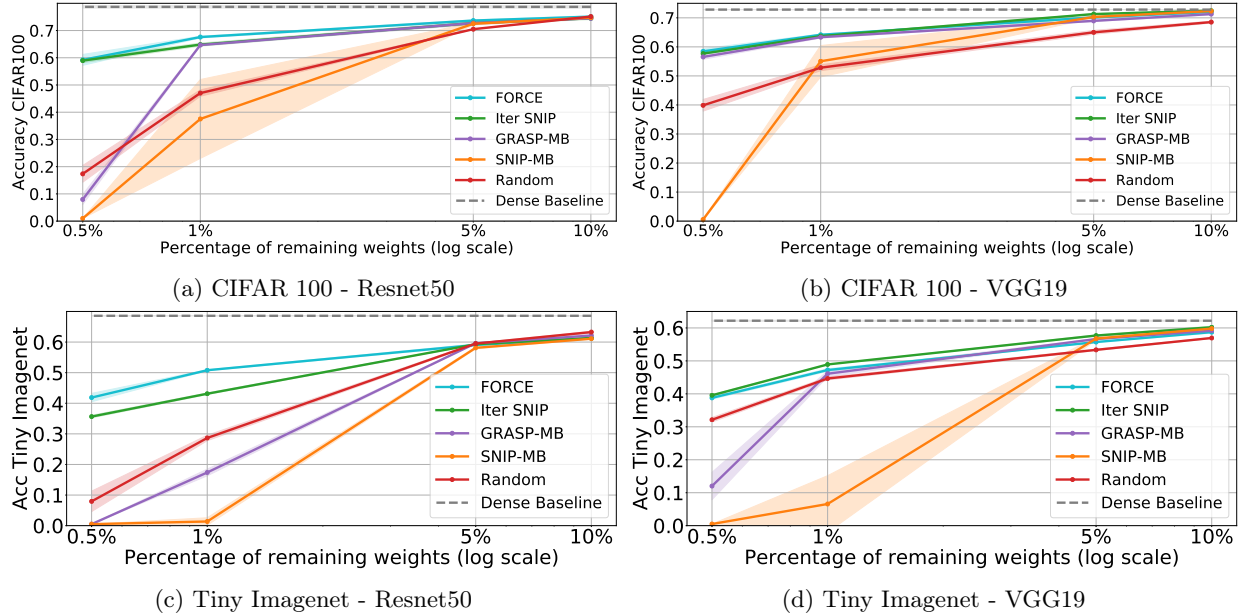 0.7
0.6
0.5
0.4
0.3
0.2
0.1
0.0
Accuracy CIFAR100
FORCE
Iter SNIP
GRASP-MB
SNIP-MB
Random
Dense Baseline
0.5%
1%
5%
10%
Percentage of remaining weights (log scale)
(a) CIFAR 100 - Resnet50
0.7
0.6
0.5
0.4
0.3
0.2
0.1
0.0
Accuracy CIFAR100
FORCE
Iter SNIP
GRASP-MB
SNIP-MB
Random
Dense Baseline
0.5%
1%
5%
10%
Percentage of remaining weights (log scale)
(b) CIFAR 100 - VGG19
0.6
0.5
0.4
0.3
0.2
0.1
0.0
Acc Tiny Imagenet
FORCE
Iter SNIP
GRASP-MB
SNIP-MB
Random
Dense Baseline
0.5%
1%
5%
10%
Percentage of remaining weights (log scale)
(c) Tiny Imagenet - Resnet50
0.6
0.5
0.4
0.3
0.2
0.1
0.0
Acc Tiny Imagenet
FORCE
Iter SNIP
GRASP-MB
SNIP-MB
Random
Dense Baseline
0.5%
1%
5%
10%
Percentage of remaining weights (log scale)
(d) Tiny Imagenet - VGG19